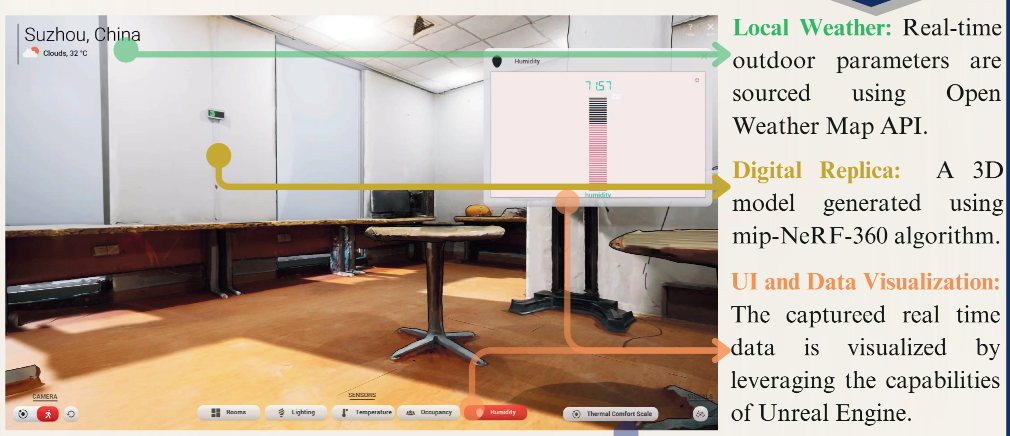 Suzhou, China
Clouds, 32 °C
Humidity
7157
humidity
CAMERA
SENSORS
Rooms
Lighting
Temperature
Occupancy
Humidity
Thermal Comfort Scale
Local Weather: Real-time
outdoor parameters are
sourced using Open
Weather Map API.
Digital Replica: A 3D
model generated using
mip-NeRF-360 algorithm.
UI and Data Visualization:
The captureed real time
data is visualized by
leveraging the capabilities
of Unreal Engine.